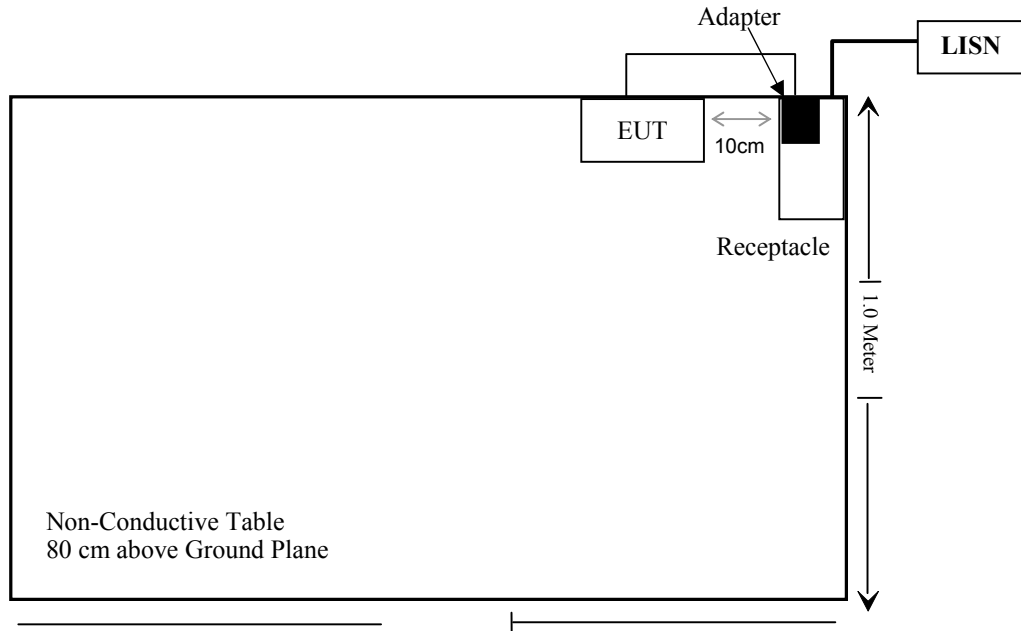 Adapter
LISN
EUT
10cm
Receptacle
1.0 Meter
Non-Conductive Table
80 cm above Ground Plane